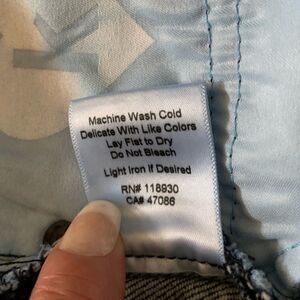 Machine Wash Cold
Delicate With Like Colors
Lay Flat to Dry
Do Not Bleach
Light Iron if Desired
RN# 118930
CA# 47086